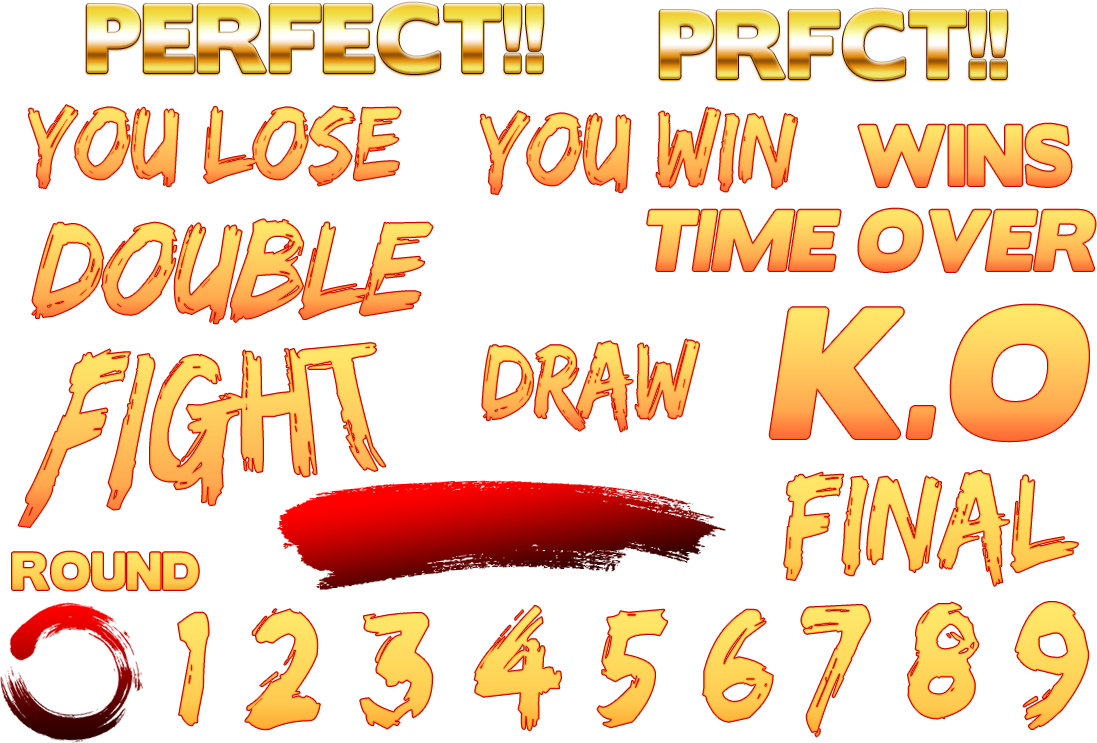 PERFECT!! PRFCT!!
YOU LOSE YOU WIN WINS
DOUBLE TIME OVER
FIGHT DRAW K.O
FINAL
ROUND
1 2 3 4 5 6 7 8 9